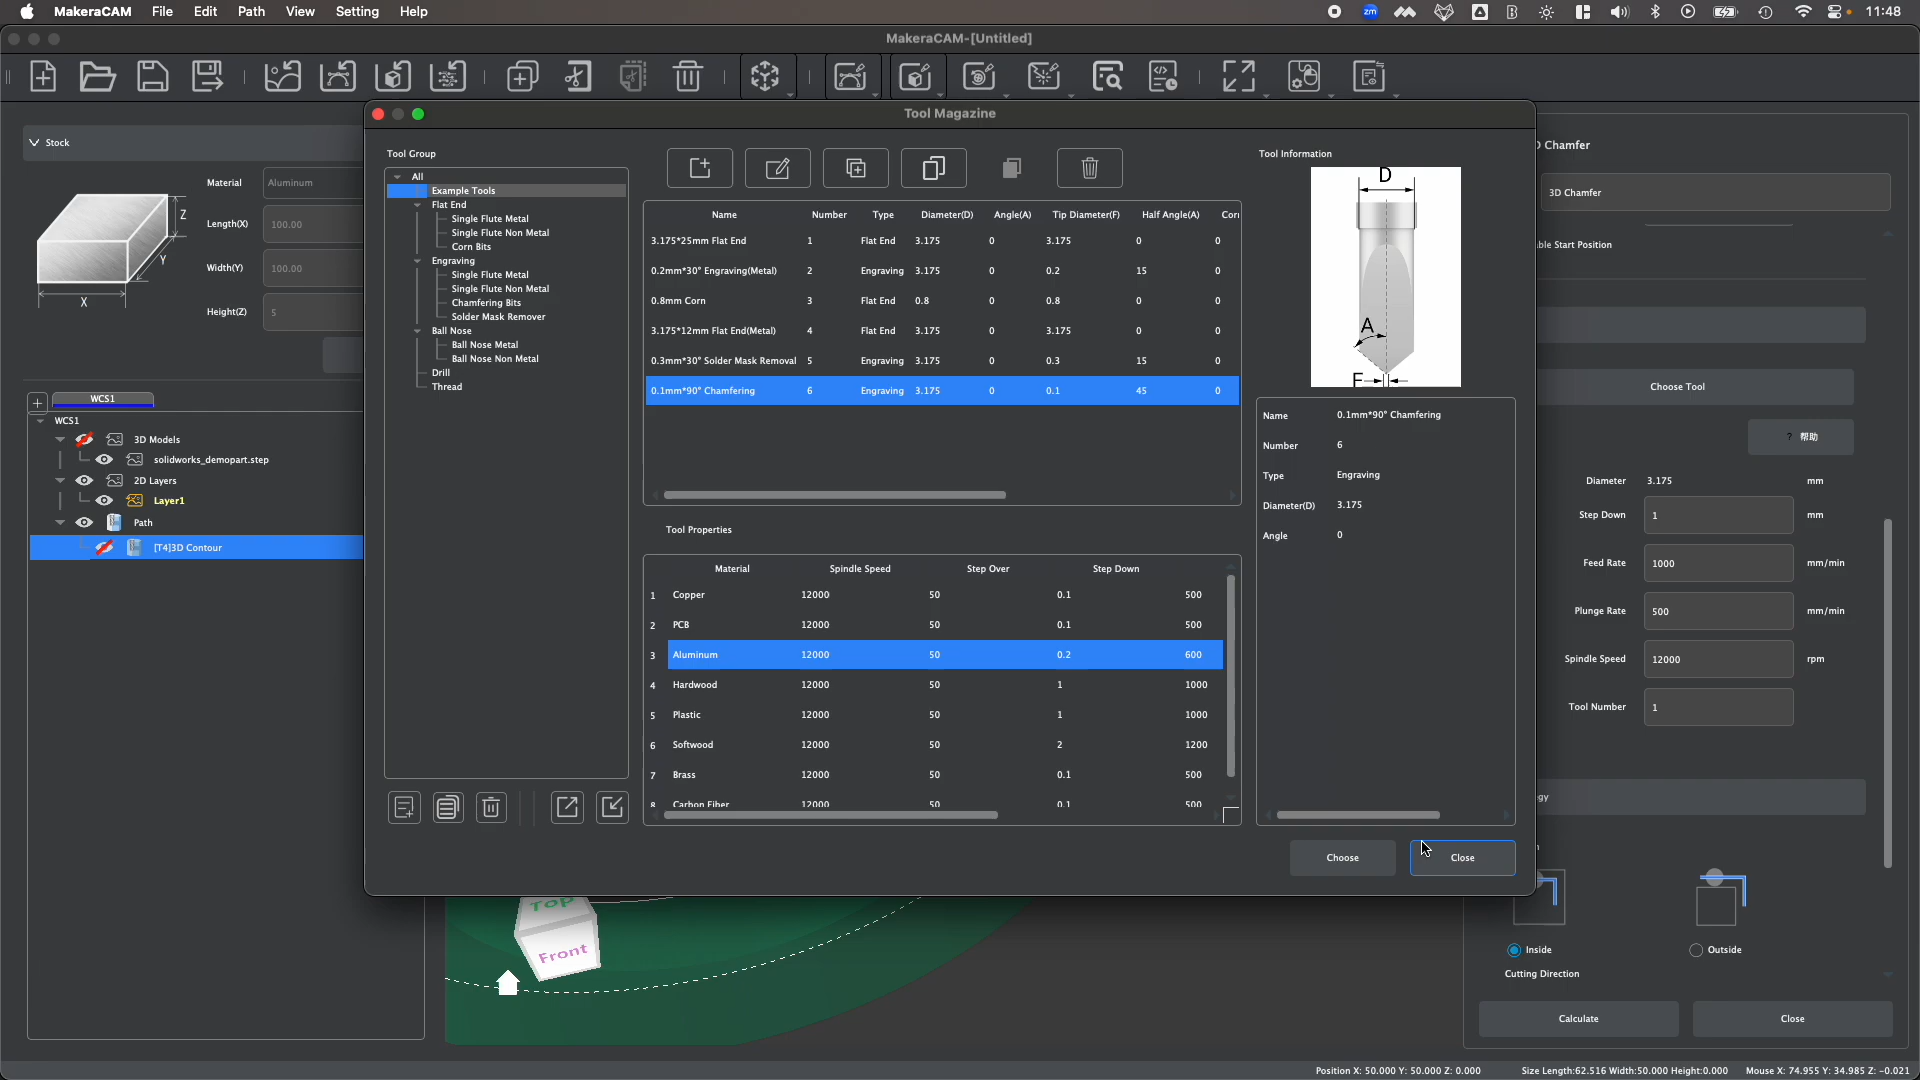 MakeraCAM File Edit Path View Setting Help
zm
11:48
MakeraCAM-[Untitled]
Stock
Material Aluminum
Length(X) 100.00
Width(Y) 100.00
Height(Z) 5
X
Y
Z
WCS1
WCS1
3D Models
solidworks_demopart.step
2D Layers
Layer1
Path
[T4]3D Contour
Tool Magazine
Tool Group
All
Example Tools
Flat End
Single Flute Metal
Single Flute Non Metal
Corn Bits
Engraving
Single Flute Metal
Single Flute Non Metal
Chamfering Bits
Solder Mask Remover
Ball Nose
Ball Nose Metal
Ball Nose Non Metal
Drill
Thread
Name Number Type Diameter(D) Angle(A) Tip Diameter(F) Half Angle(A) Corn
3.175*25mm Flat End 1 Flat End 3.175 0 3.175 0 0
0.2mm*30° Engraving(Metal) 2 Engraving 3.175 0 0.2 15 0
0.8mm Corn 3 Flat End 0.8 0 0.8 0 0
3.175*12mm Flat End(Metal) 4 Flat End 3.175 0 3.175 0 0
0.3mm*30° Solder Mask Removal 5 Engraving 3.175 0 0.3 15 0
0.1mm*90° Chamfering 6 Engraving 3.175 0 0.1 45 0
Tool Properties
Material Spindle Speed Step Over Step Down
1 Copper 12000 50 0.1 500
2 PCB 12000 50 0.1 500
3 Aluminum 12000 50 0.2 600
4 Hardwood 12000 50 1 1000
5 Plastic 12000 50 1 1000
6 Softwood 12000 50 2 1200
7 Brass 12000 50 0.1 500
8 Carbon Fiber 12000 50 0.1 500
Tool Information
D
A
F
Name 0.1mm*90° Chamfering
Number 6
Type Engraving
Diameter(D) 3.175
Angle 0
Choose
Close
Chamfer
3D Chamfer
ble Start Position
Choose Tool
? 帮助
Diameter 3.175 mm
Step Down 1 mm
Feed Rate 1000 mm/min
Plunge Rate 500 mm/min
Spindle Speed 12000 rpm
Tool Number 1
gy
Inside
Outside
Cutting Direction
Calculate
Close
Top
Front
Position X: 50.000 Y: 50.000 Z: 0.000 Size Length:62.516 Width:50.000 Height:0.000 Mouse X: 74.955 Y: 34.985 Z: -0.021